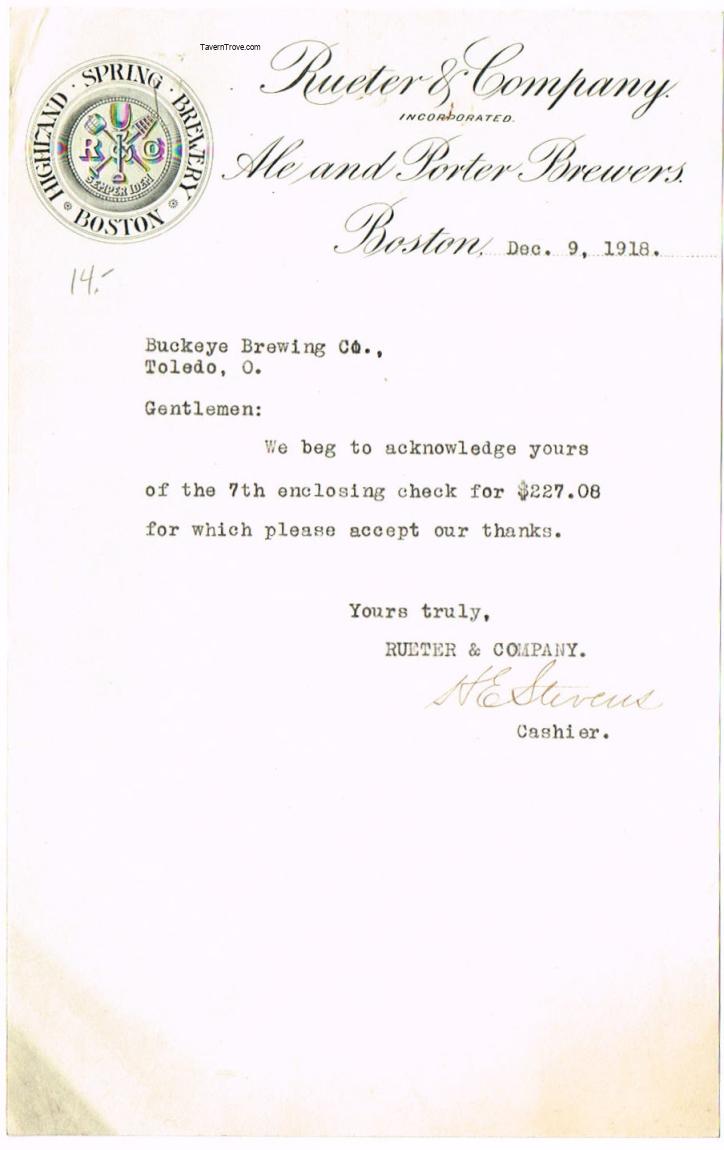 TavernTrove.com
HIGHLAND · SPRING · BREWERY
BOSTON
R U CO
SEMPER IDEM
Rueter & Company.
INCORPORATED.
Ale and Porter Brewers.
Boston, Dec. 9, 1918.
14.-
Buckeye Brewing Co.,
Toledo, O.
Gentlemen:
We beg to acknowledge yours
of the 7th enclosing check for $227.08
for which please accept our thanks.
Yours truly,
RUETER & COMPANY.
H E Stevens
Cashier.